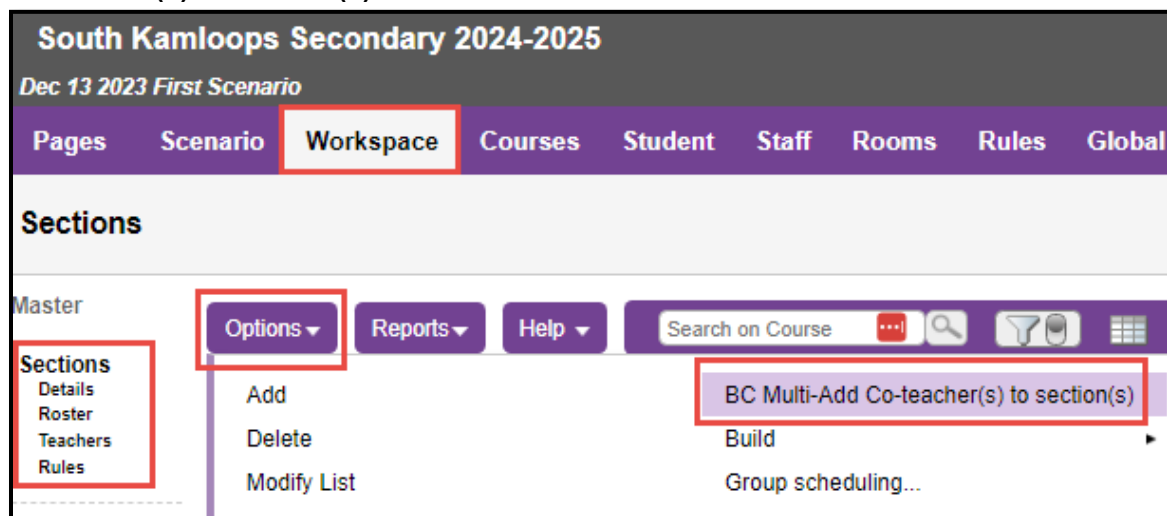 South Kamloops Secondary 2024-2025
Dec 13 2023 First Scenario
Pages Scenario Workspace Courses Student Staff Rooms Rules Global
Sections
Master
Options Reports Help Search on Course
Sections
Details
Roster
Teachers
Rules
Add
Delete
Modify List
BC Multi-Add Co-teacher(s) to section(s)
Build
Group scheduling...